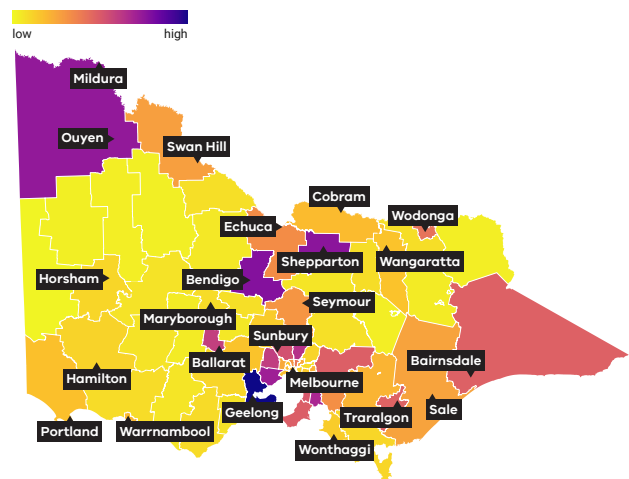 low high
Mildura
Ouyen
Swan Hill
Cobram
Wodonga
Echuca
Shepparton
Wangaratta
Horsham
Bendigo
Seymour
Maryborough
Sunbury
Ballarat
Bairnsdale
Hamilton
Melbourne
Geelong
Traralgon
Sale
Portland
Warrnambool
Wonthaggi